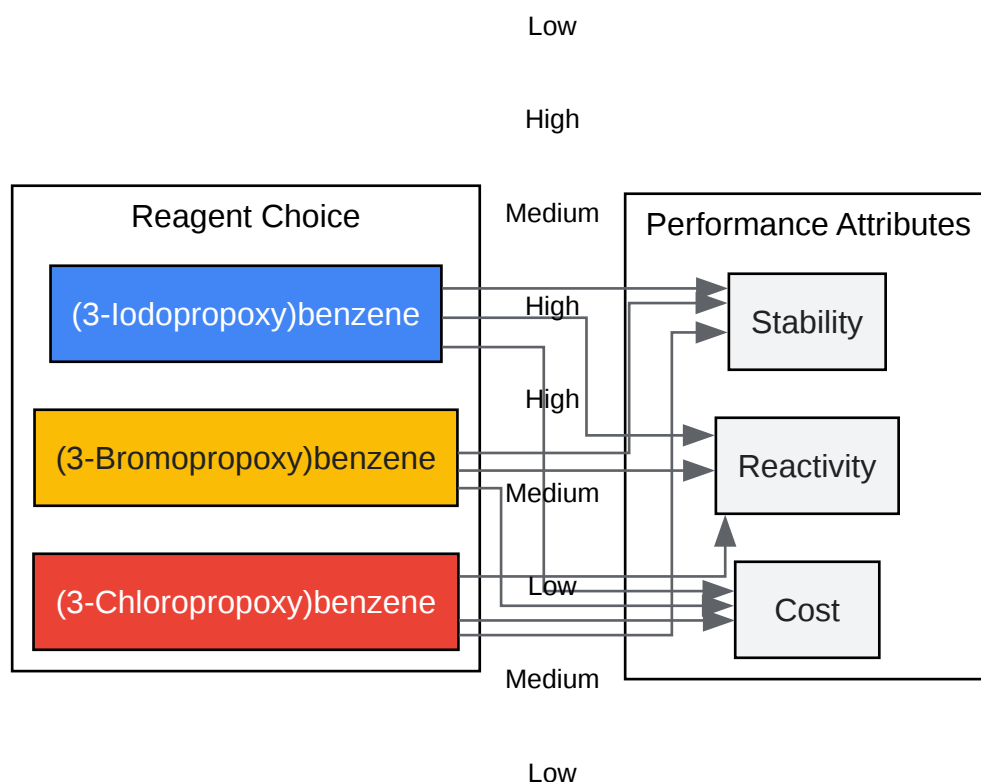 Low
High
Medium
Reagent Choice
Performance Attributes
(3-Iodopropoxy)benzene
High
Stability
High
(3-Bromopropoxy)benzene
Reactivity
Medium
Low
(3-Chloropropoxy)benzene
Cost
Medium
Low